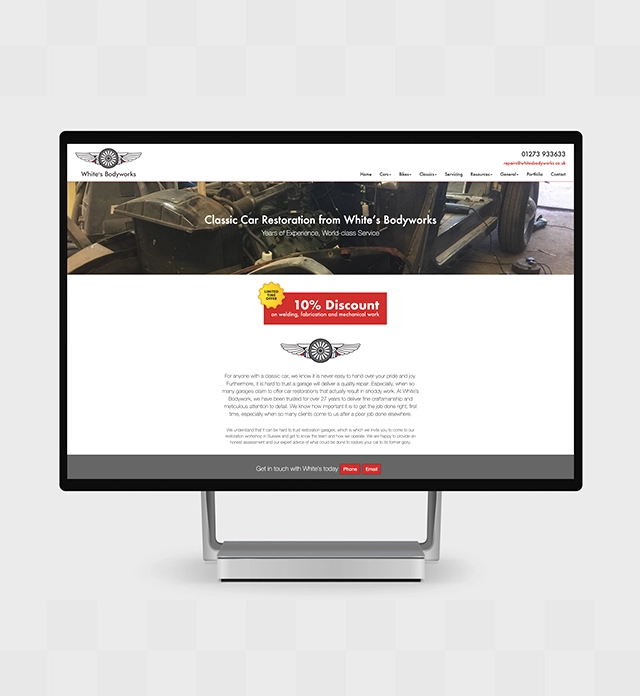 White's Bodyworks
01273 933633
repairs@whitesbodyworks.co.uk
Home Cars Bikes Classics Servicing Resources General Portfolio Contact
Classic Car Restoration from White's Bodyworks
Years of Experience, World-class Service
LIMITED
TIME
OFFER
10% Discount
on welding, fabrication and mechanical work
For anyone with a classic car, we know it is never easy to hand over your pride and joy.
Furthermore, it is hard to trust a garage will deliver a quality repair. Especially, when so
many garages claim to offer car restorations that actually result in shoddy work. At White's
Bodywork, we have been trusted for over 27 years to deliver fine craftsmanship and
meticulous attention to detail. We know how important it is to get the job done right, first
time, especially when so many clients come to us after a poor job done elsewhere.
We understand that it can be hard to trust restoration garages, which is which we invite you to come to our
restoration workshop in Sussex and get to know the team and how we operate. We are happy to provide an
honest assessment and our expert advice of what could be done to restore your car to its former glory.
Get in touch with White's today Phone Email